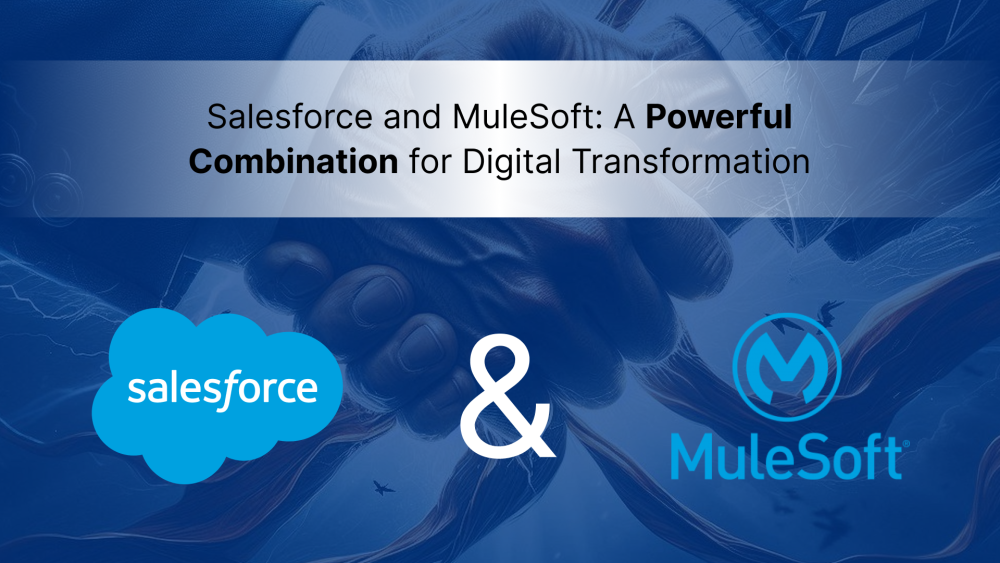 Salesforce and MuleSoft: A Powerful
Combination for Digital Transformation
salesforce
&
MuleSoft®